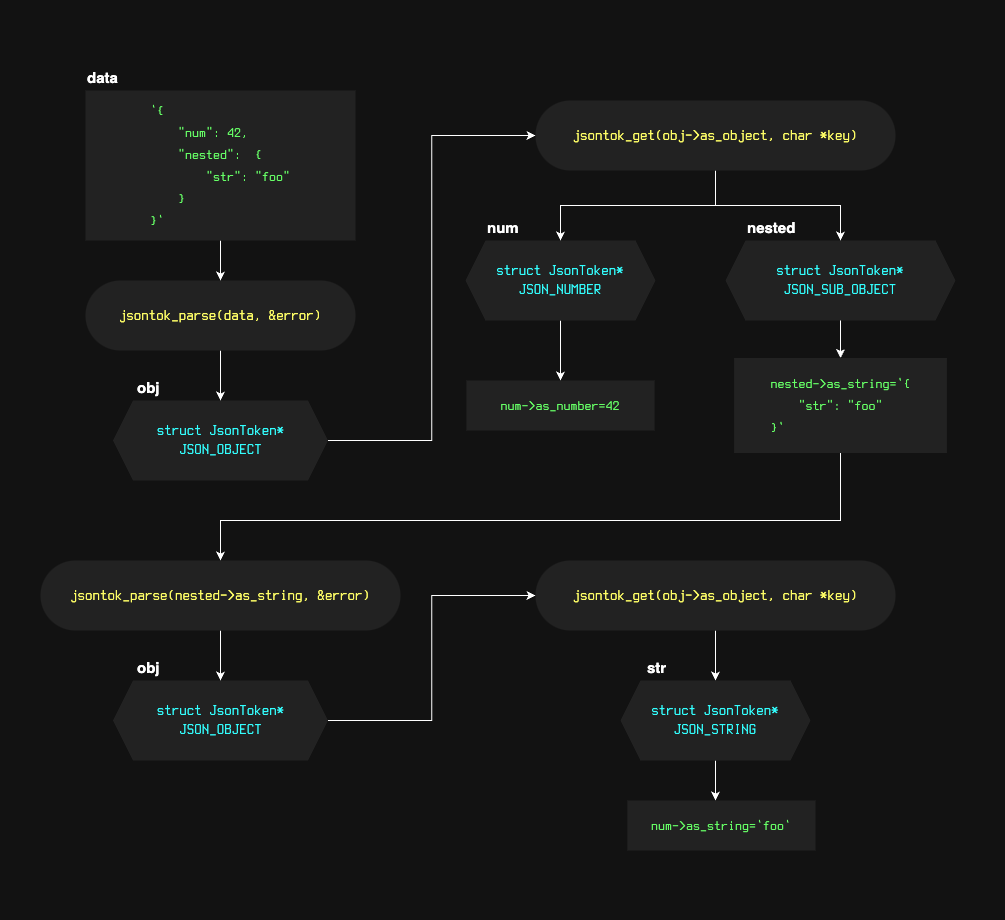 data
`{
"num": 42,
"nested":  {
"str": "foo"
}
}`
jsontok_parse(data, &error)
obj
struct JsonToken*
JSON_OBJECT
jsontok_get(obj->as_object, char *key)
num
struct JsonToken*
JSON_NUMBER
num->as_number=42
nested
struct JsonToken*
JSON_SUB_OBJECT
nested->as_string=`{
"str": "foo"
}`
jsontok_parse(nested->as_string, &error)
obj
struct JsonToken*
JSON_OBJECT
jsontok_get(obj->as_object, char *key)
str
struct JsonToken*
JSON_STRING
num->as_string=`foo`